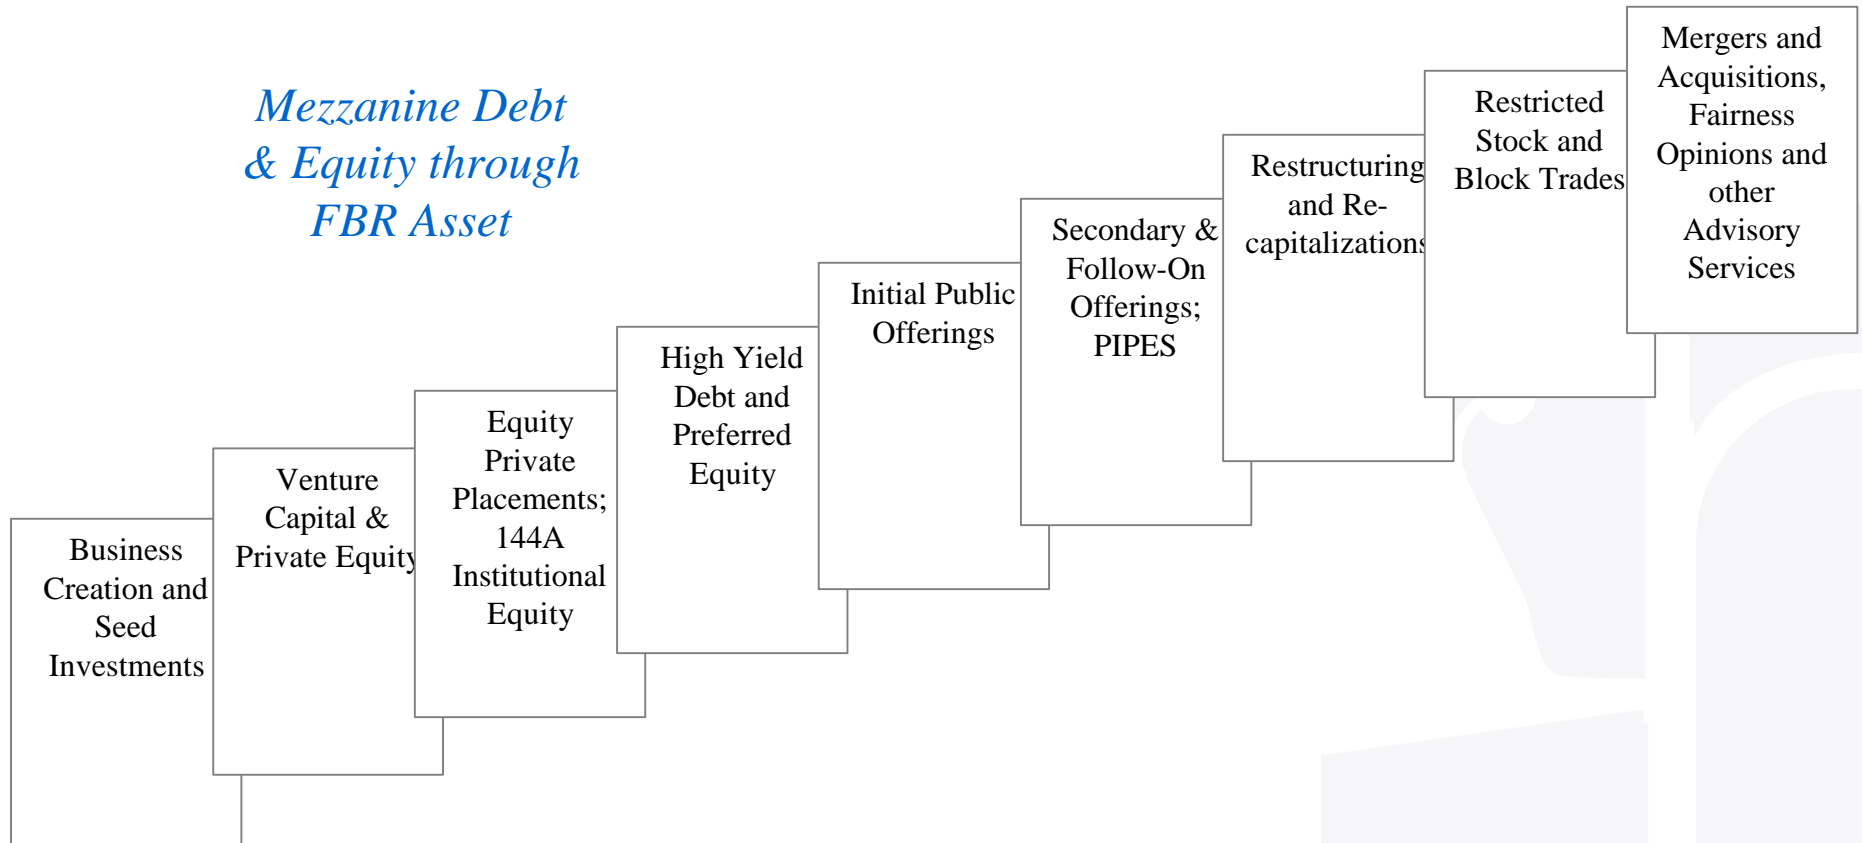 Mezzanine Debt
& Equity through
FBR Asset
Business
Creation and
Seed
Investments
Venture
Capital &
Private Equity
Equity
Private
Placements;
144A
Institutional
Equity
High Yield
Debt and
Preferred
Equity
Initial Public
Offerings
Secondary &
Follow-On
Offerings;
PIPES
Restructuring
and Re-
capitalizations
Restricted
Stock and
Block Trades
Mergers and
Acquisitions,
Fairness
Opinions and
other
Advisory
Services